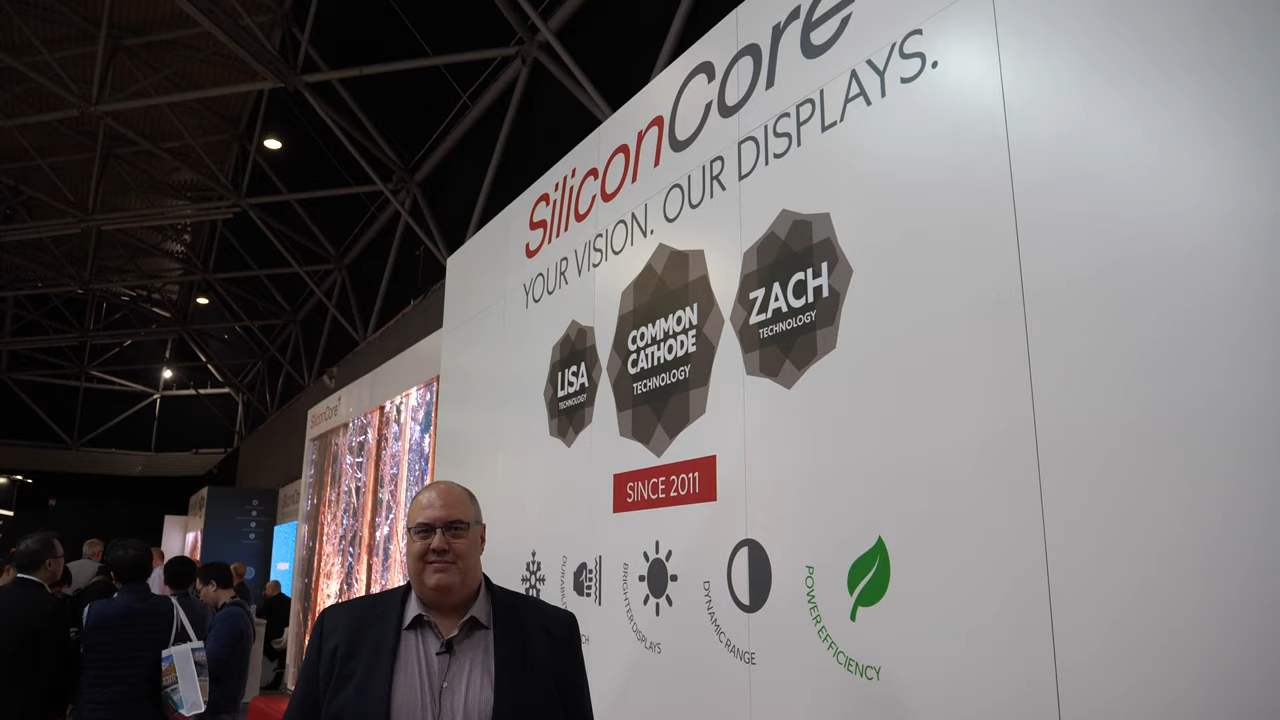 SiliconCore
YOUR VISION. OUR DISPLAYS.
LISA
TECHNOLOGY
COMMON
CATHODE
TECHNOLOGY
ZACH
TECHNOLOGY
SINCE 2011
BRIGHTER DISPLAYS
DYNAMIC RANGE
POWER EFFICIENCY
SiliconCore